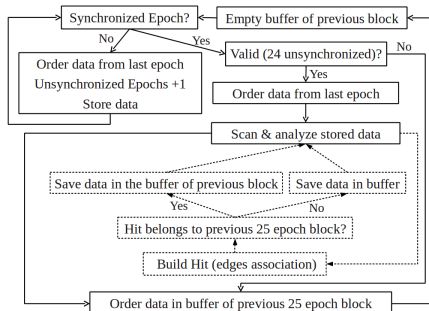 Synchronized Epoch?
Empty buffer of previous block
No
Yes
Valid (24 unsynchronized)?
No
Order data from last epoch
Unsynchronized Epochs +1
Store data
Yes
Order data from last epoch
Scan & analyze stored data
Save data in the buffer of previous block
Save data in buffer
Yes
No
Hit belongs to previous 25 epoch block?
Build Hit (edges association)
Order data in buffer of previous 25 epoch block